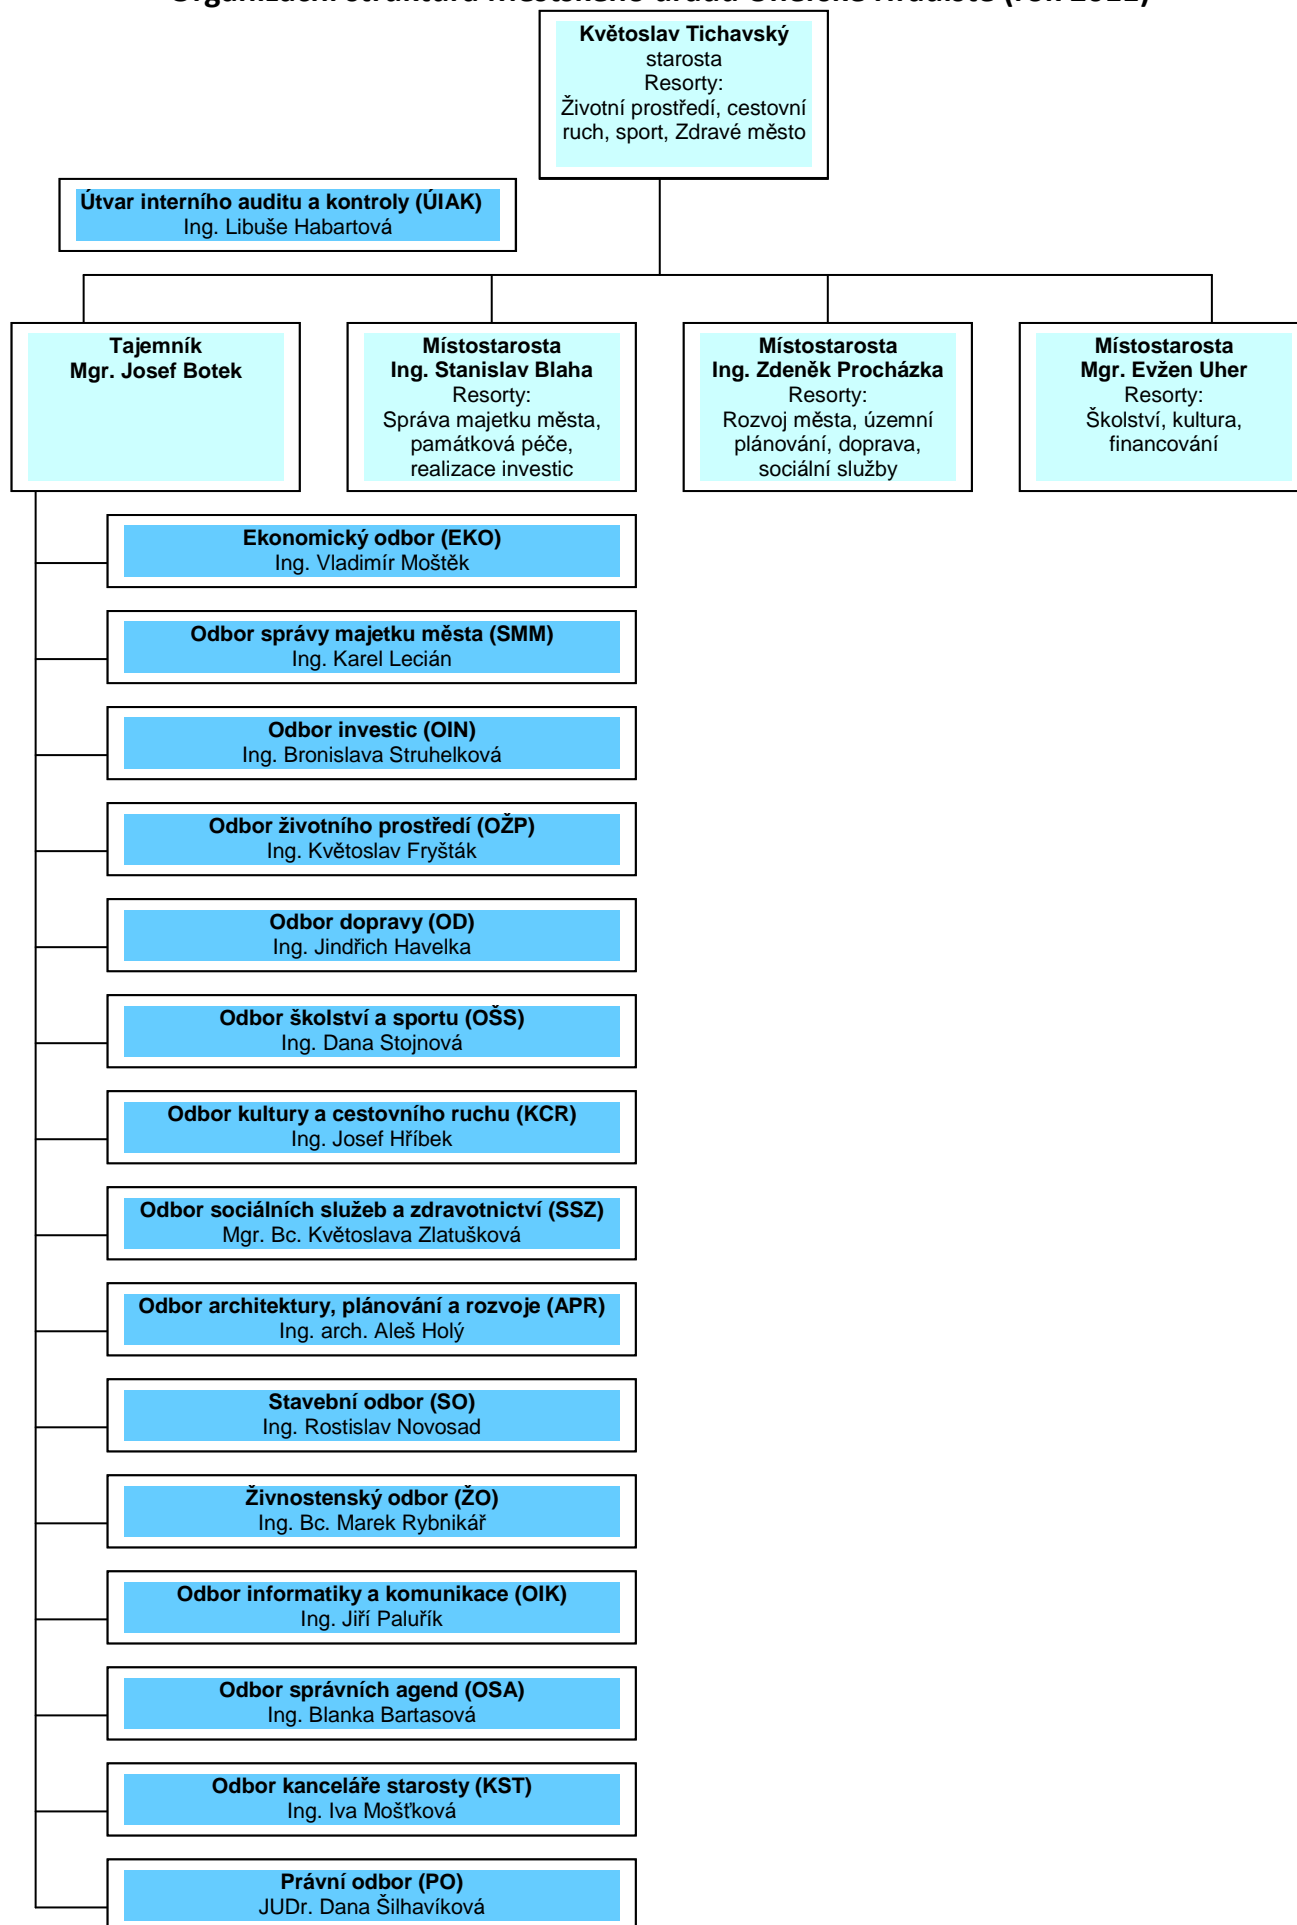 Květoslav Tichavský
starosta
Resorty:
Životní prostředí, cestovní
ruch, sport, Zdravé město
Útvar interního auditu a kontroly (ÚIAK)
Ing. Libuše Habartová
Tajemník
Mgr. Josef Botek
Místostarosta
Ing. Stanislav Blaha
Resorty:
Správa majetku města,
památková péče,
realizace investic
Místostarosta
Ing. Zdeněk Procházka
Resorty:
Rozvoj města, územní
plánování, doprava,
sociální služby
Místostarosta
Mgr. Evžen Uher
Resorty:
Školství, kultura,
financování
Ekonomický odbor (EKO)
Ing. Vladimír Moštěk
Odbor správy majetku města (SMM)
Ing. Karel Lecián
Odbor investic (OIN)
Ing. Bronislava Struhelková
Odbor životního prostředí (OŽP)
Ing. Květoslav Fryšták
Odbor dopravy (OD)
Ing. Jindřich Havelka
Odbor školství a sportu (OŠS)
Ing. Dana Stojnová
Odbor kultury a cestovního ruchu (KCR)
Ing. Josef Hříbek
Odbor sociálních služeb a zdravotnictví (SSZ)
Mgr. Bc. Květoslava Zlatušková
Odbor architektury, plánování a rozvoje (APR)
Ing. arch. Aleš Holý
Stavební odbor (SO)
Ing. Rostislav Novosad
Živnostenský odbor (ŽO)
Ing. Bc. Marek Rybnikář
Odbor informatiky a komunikace (OIK)
Ing. Jiří Paluřík
Odbor správních agend (OSA)
Ing. Blanka Bartasová
Odbor kanceláře starosty (KST)
Ing. Iva Mošťková
Právní odbor (PO)
JUDr. Dana Šilhavíková